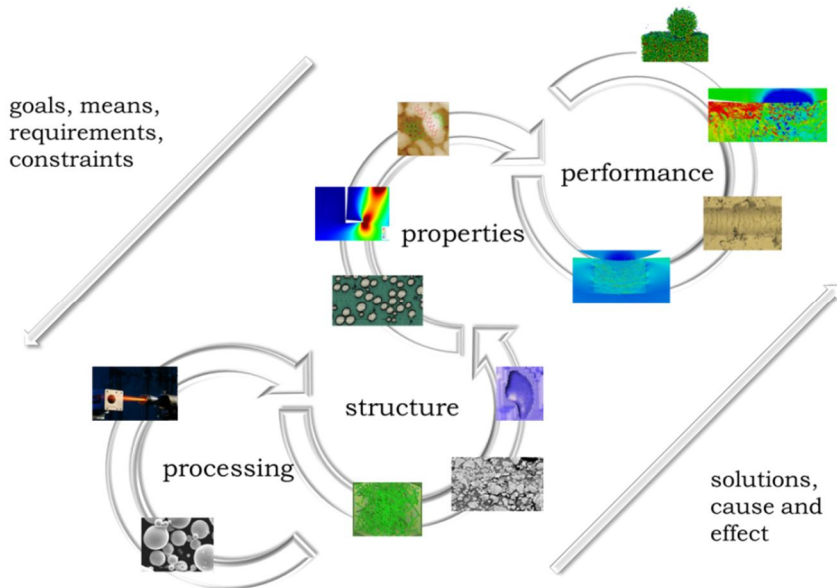 goals, means,
requirements,
constraints
performance
properties
structure
processing
solutions,
cause and
effect